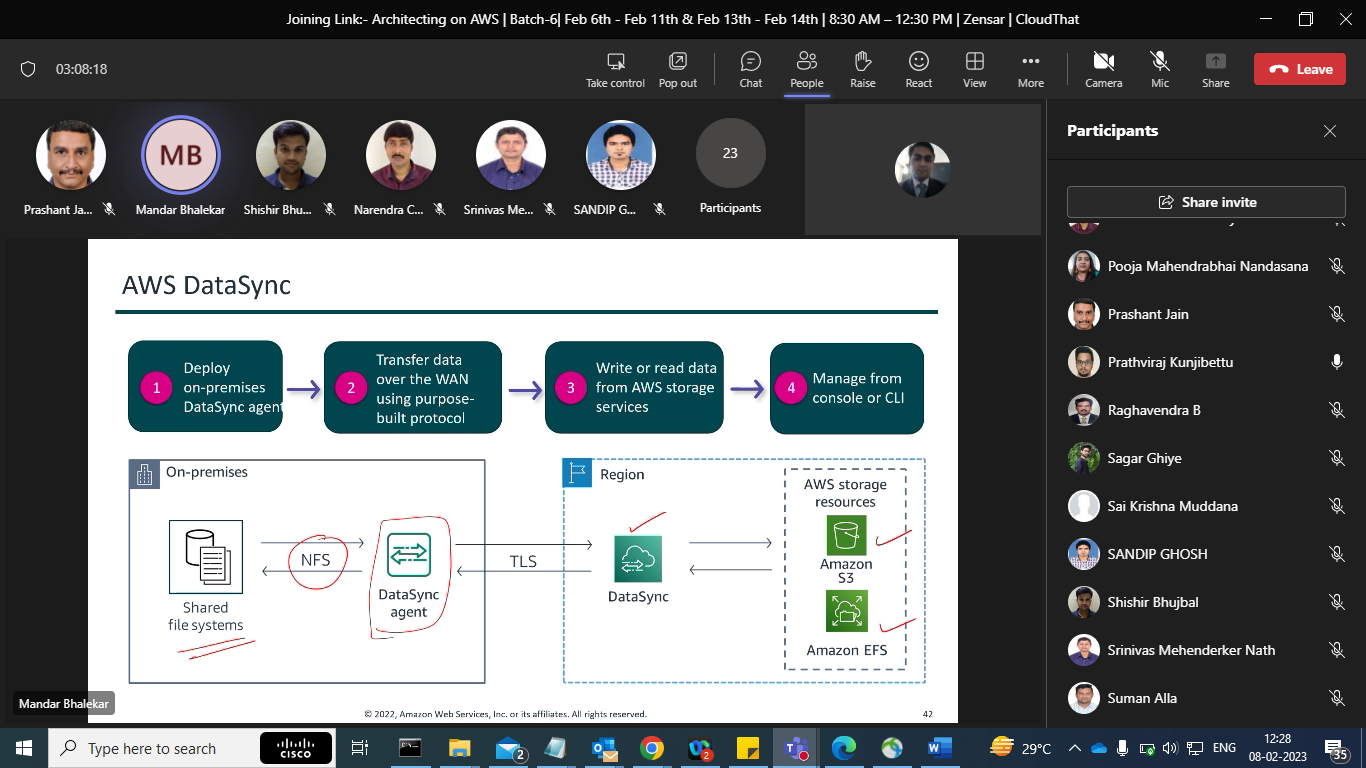 Joining Link:- Architecting on AWS | Batch-6| Feb 6th - Feb 11th & Feb 13th - Feb 14th | 8:30 AM – 12:30 PM | Zensar | CloudThat
03:08:18
Take control
Pop out
Chat
People
Raise
React
View
More
Camera
Mic
Share
Leave
MB
23
Prashant Ja...
Mandar Bhalekar
Shishir Bhu...
Narendra C...
Srinivas Me...
SANDIP G...
Participants
Participants
Share invite
Pooja Mahendrabhai Nandasana
Prashant Jain
Prathviraj Kunjibettu
Raghavendra B
Sagar Ghiye
Sai Krishna Muddana
SANDIP GHOSH
Shishir Bhujbal
Srinivas Mehenderker Nath
Suman Alla
AWS DataSync
1
Deploy
on-premises
DataSync agent
2
Transfer data
over the WAN
using purpose-
built protocol
3
Write or read data
from AWS storage
services
4
Manage from
console or CLI
On-premises
Shared
file systems
NFS
DataSync
agent
TLS
Region
DataSync
AWS storage
resources
Amazon
S3
Amazon EFS
Mandar Bhalekar
© 2022, Amazon Web Services, Inc. or its affiliates. All rights reserved.
42
Type here to search
CISCO
2
2
29°C
ENG
12:28
08-02-2023
35